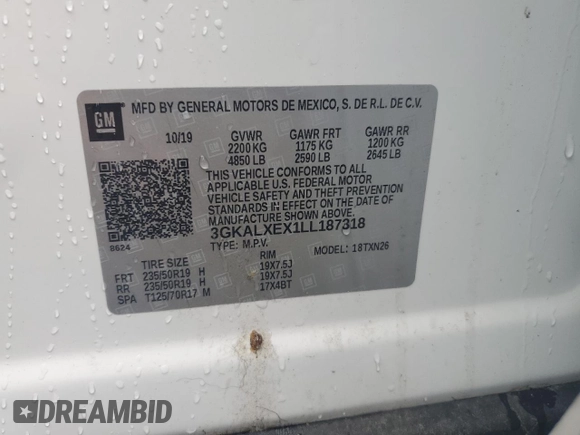 GM
MFD BY GENERAL MOTORS DE MEXICO, S. DE R.L. DE C.V.
10/19 GVWR GAWR FRT GAWR RR
2200 KG 1175 KG 1200 KG
4850 LB 2590 LB 2645 LB
THIS VEHICLE CONFORMS TO ALL
APPLICABLE U.S. FEDERAL MOTOR
VEHICLE SAFETY AND THEFT PREVENTION
STANDARDS IN EFFECT ON THE DATE OF
MANUFACTURE SHOWN ABOVE.
3GKALXEX1LL187318
8624 TYPE: M.P.V. MODEL: 18TXN26
TIRE SIZE RIM
FRT 235/50R19 H 19X7.5J
RR 235/50R19 H 19X7.5J
SPA T125/70R17 M 17X4BT
DREAMBID